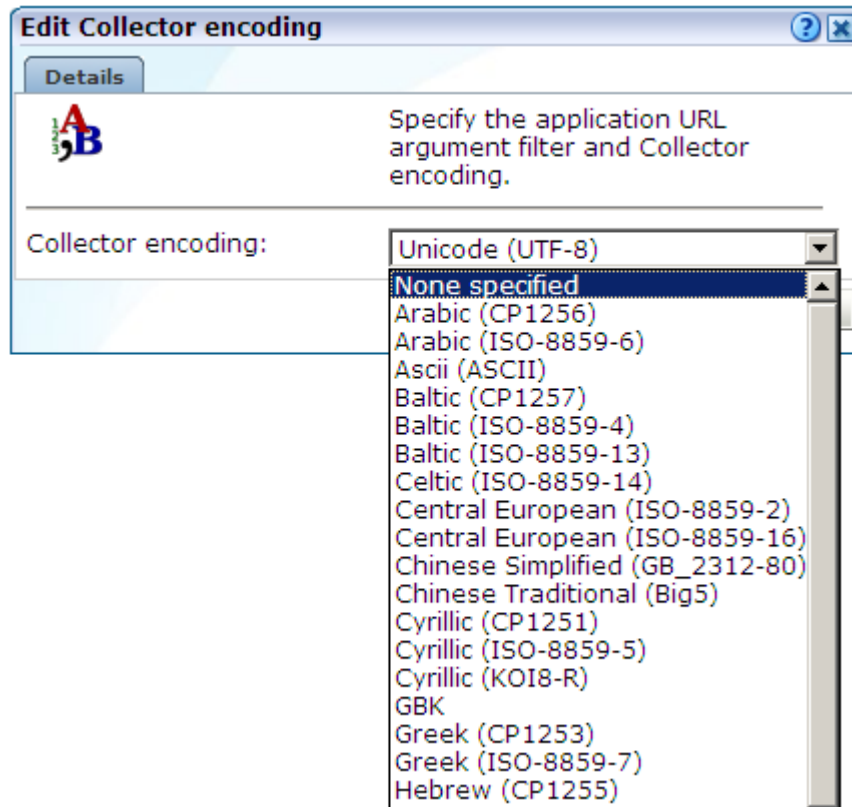 Edit Collector encoding
Details
Specify the application URL
argument filter and Collector
encoding.
Collector encoding:
Unicode (UTF-8)
None specified
Arabic (CP1256)
Arabic (ISO-8859-6)
Ascii (ASCII)
Baltic (CP1257)
Baltic (ISO-8859-4)
Baltic (ISO-8859-13)
Celtic (ISO-8859-14)
Central European (ISO-8859-2)
Central European (ISO-8859-16)
Chinese Simplified (GB_2312-80)
Chinese Traditional (Big5)
Cyrillic (CP1251)
Cyrillic (ISO-8859-5)
Cyrillic (KOI8-R)
GBK
Greek (CP1253)
Greek (ISO-8859-7)
Hebrew (CP1255)